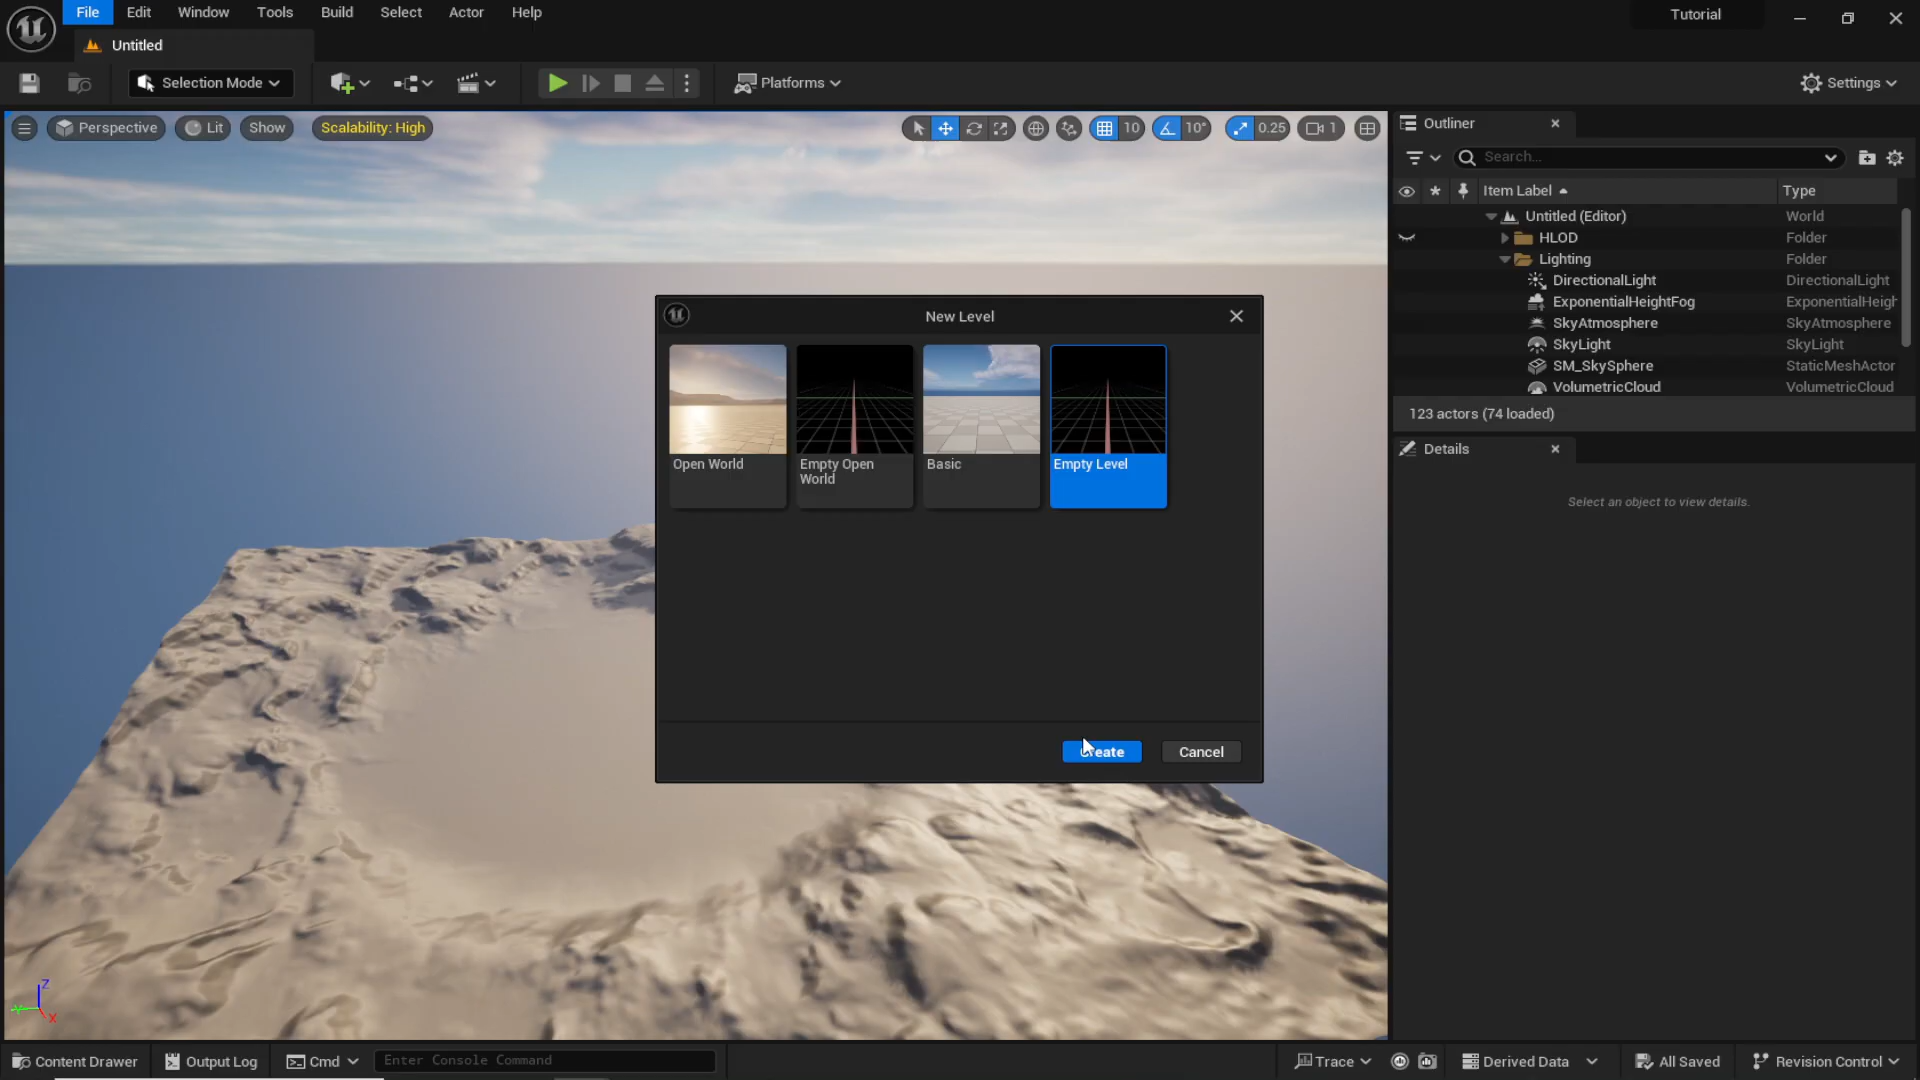 File Edit Window Tools Build Select Actor Help
Tutorial
Untitled
Selection Mode
Platforms
Settings
Perspective Lit Show Scalability: High
10 10° 0.25 1
Outliner
Search...
Item Label Type
Untitled (Editor) World
HLOD Folder
Lighting Folder
DirectionalLight DirectionalLight
ExponentialHeightFog ExponentialHeigh
SkyAtmosphere SkyAtmosphere
SkyLight SkyLight
SM_SkySphere StaticMeshActor
VolumetricCloud VolumetricCloud
123 actors (74 loaded)
Details
Select an object to view details.
New Level
Open World
Empty Open
World
Basic
Empty Level
Create Cancel
Z
Y
X
Content Drawer Output Log Cmd Enter Console Command
Trace Derived Data All Saved Revision Control